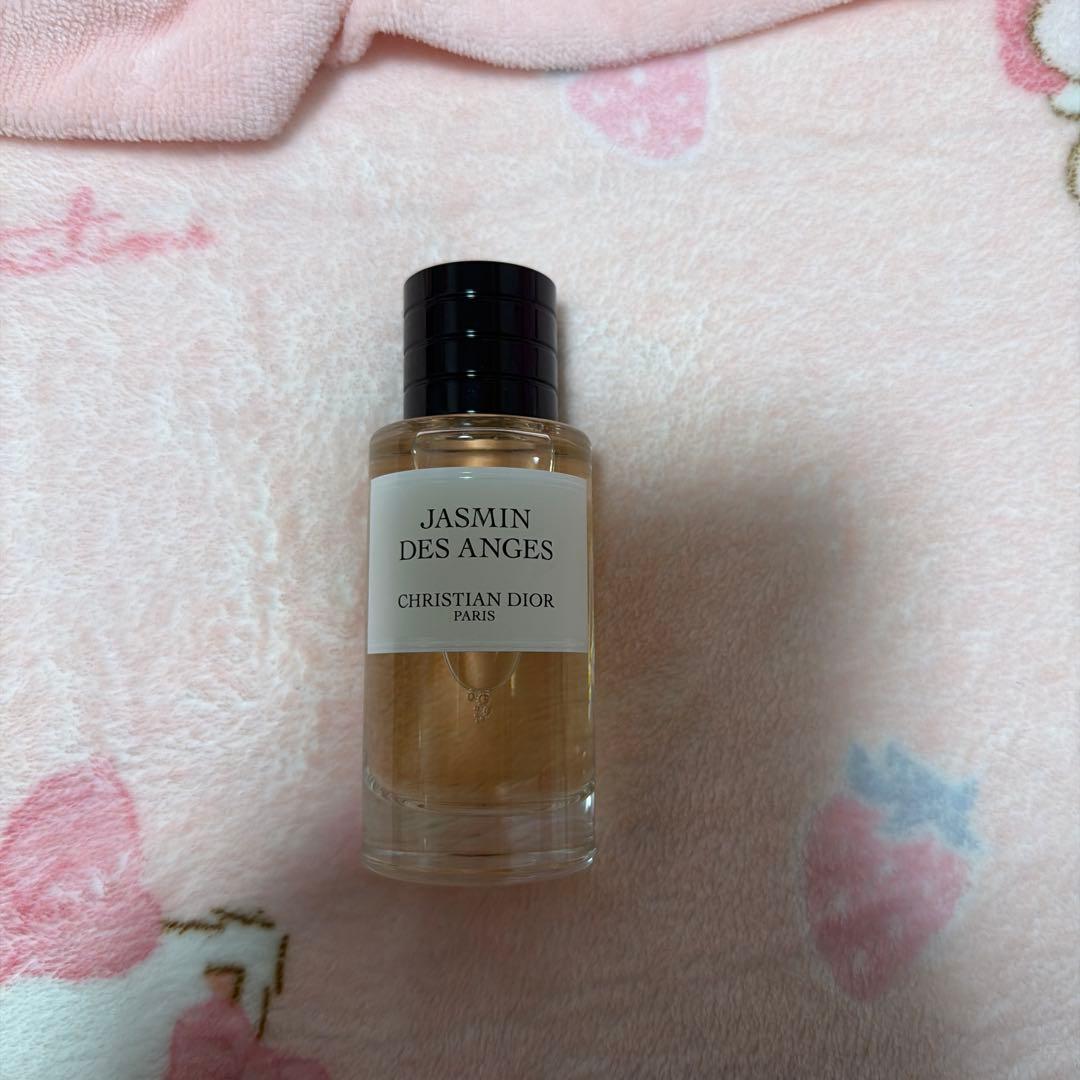 JASMIN
DES ANGES
CHRISTIAN DIOR
PARIS